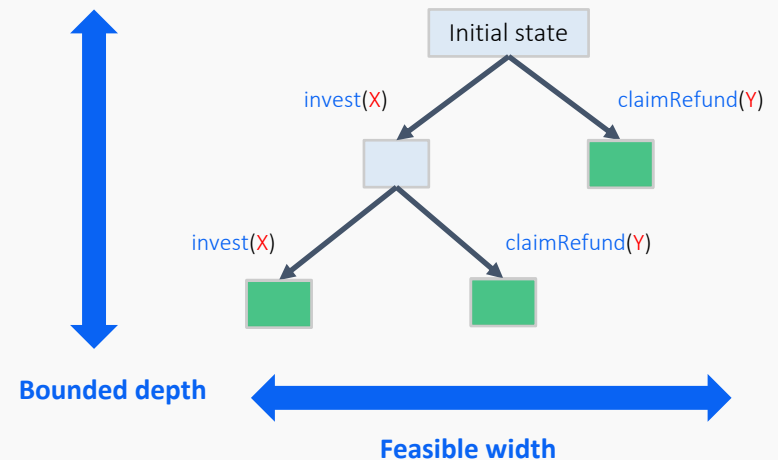 Initial state
invest(X)
claimRefund(Y)
invest(X)
claimRefund(Y)
Bounded depth
Feasible width